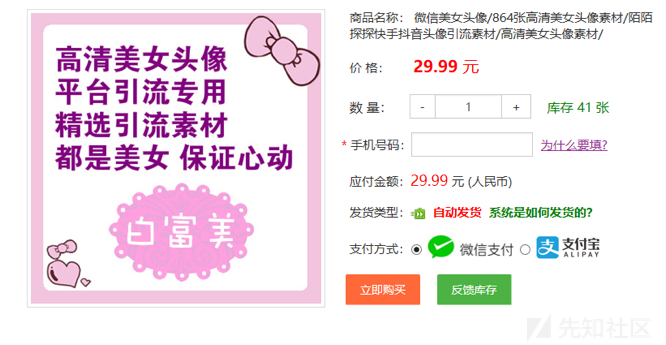 高清美女头像
平台引流专用
精选引流素材
都是美女 保证心动
白富美
商品名称： 微信美女头像/864张高清美女头像素材/陌陌
探探快手抖音头像引流素材/高清美女头像素材/
价 格： 29.99 元
数 量： - 1 + 库存 41 张
* 手机号码： 为什么要填?
应付金额：29.99 元 (人民币)
发货类型： 自动发货 系统是如何发货的?
支付方式： 微信支付 支 支付宝 ALIPAY
立即购买 反馈库存
先知社区